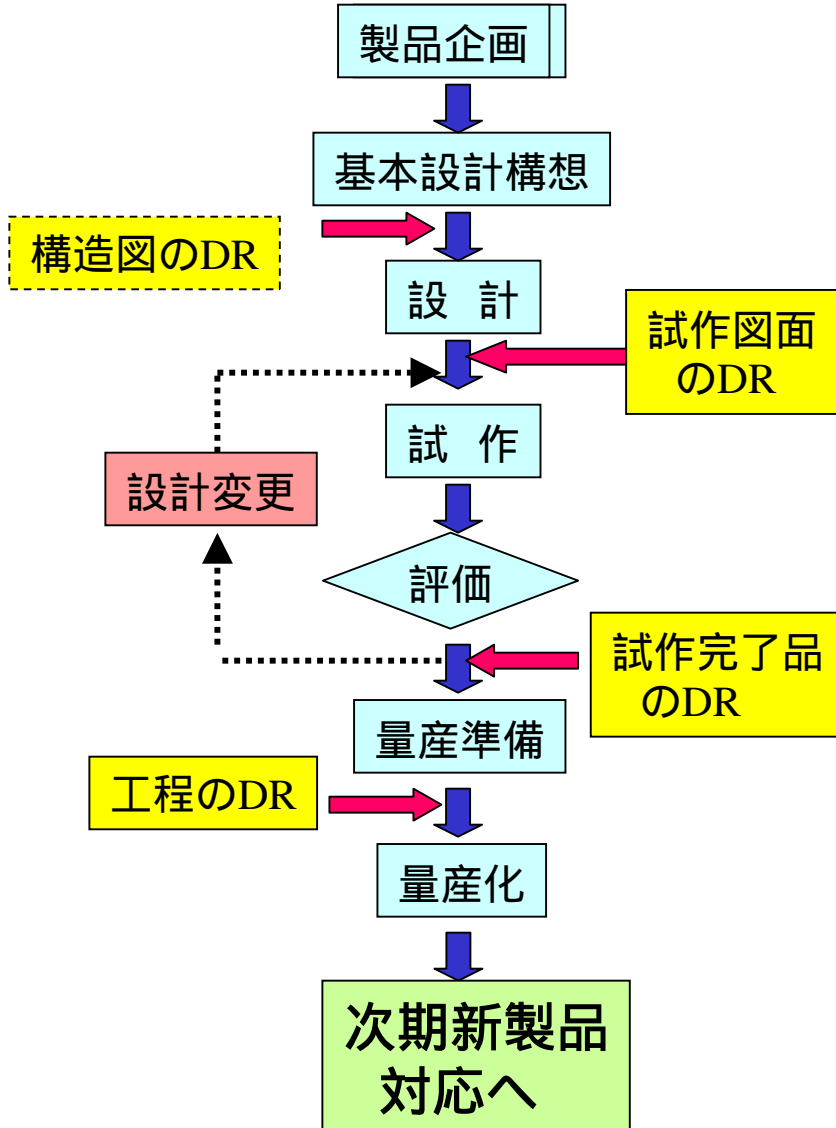 製品企画
基本設計構想
構造図のDR
設 計
試作図面
のDR
試 作
設計変更
評価
試作完了品
のDR
量産準備
工程のDR
量産化
次期新製品
対応へ